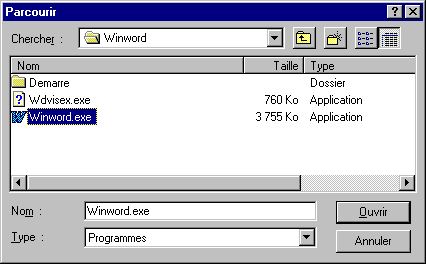 Parcourir
Chercher : Winword
Nom Taille Type
Demarre Dossier
Wdvisex.exe 760 Ko Application
Winword.exe 3 755 Ko Application
Nom : Winword.exe Ouvrir
Type : Programmes Annuler